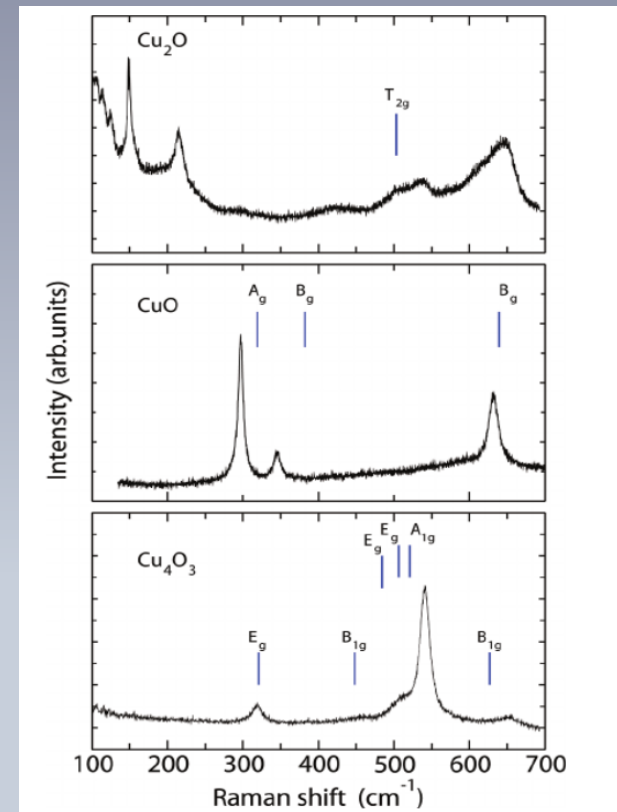 Cu₂O
T₂g
CuO
Ag Bg Bg
Intensity (arb.units)
Cu₄O₃
Eg Eg A₁g
Eg B₁g B₁g
100 200 300 400 500 600 700
Raman shift (cm⁻¹)